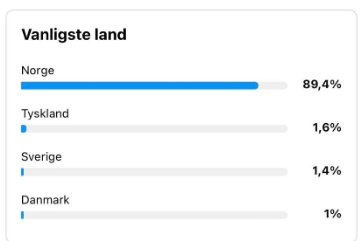 Vanligste land
Norge
89,4%
Tyskland
1,6%
Sverige
1,4%
Danmark
1%